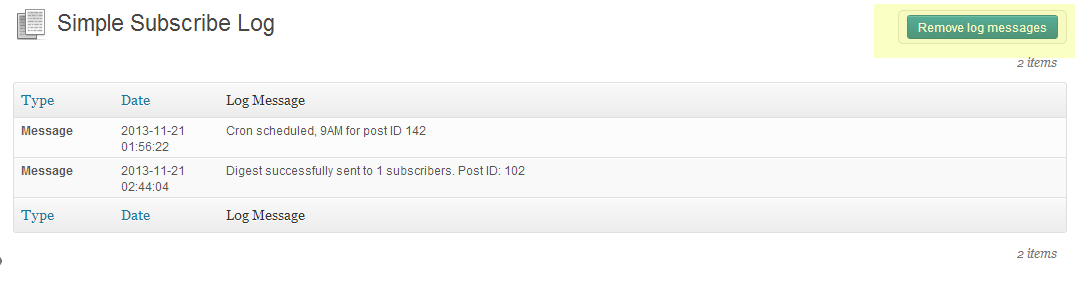 Simple Subscribe Log
Remove log messages
2 items
Type Date Log Message
Message 2013-11-21 Cron scheduled, 9AM for post ID 142
01:56:22
Message 2013-11-21 Digest successfully sent to 1 subscribers. Post ID: 102
02:44:04
Type Date Log Message
2 items